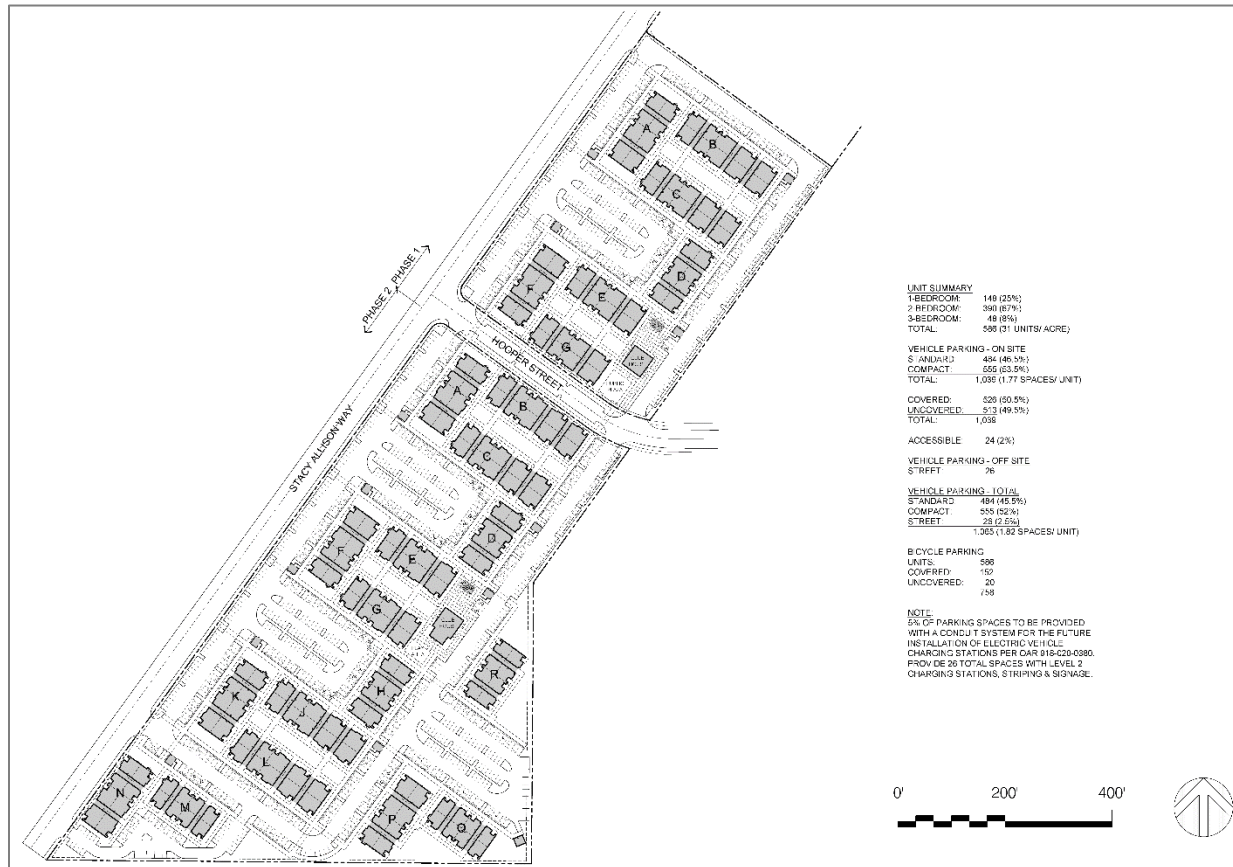 A
B
C
D
E
F
G
PHASE 2
PHASE 1
HOOPER STREET
STACY ALLISON WAY
A
B
C
D
E
F
G
H
R
K
J
L
N
M
P
Q
UNIT SUMMARY
1-BEDROOM: 148 (25%)
2-BEDROOM: 390 (67%)
3-BEDROOM: 48 (8%)
TOTAL: 586 (31 UNITS/ ACRE)
VEHICLE PARKING - ON SITE
STANDARD: 484 (46.5%)
COMPACT: 555 (53.5%)
TOTAL: 1,039 (1.77 SPACES/ UNIT)
COVERED: 526 (50.5%)
UNCOVERED: 513 (49.5%)
TOTAL: 1,039
ACCESSIBLE: 24 (2%)
VEHICLE PARKING - OFF SITE
STREET: 26
VEHICLE PARKING - TOTAL
STANDARD 484 (45.5%)
COMPACT: 555 (52%)
STREET: 26 (2.5%)
1,065 (1.82 SPACES/ UNIT)
BICYCLE PARKING
UNITS: 586
COVERED: 152
UNCOVERED: 20
758
NOTE:
5% OF PARKING SPACES TO BE PROVIDED
WITH A CONDUIT SYSTEM FOR THE FUTURE
INSTALLATION OF ELECTRIC VEHICLE
CHARGING STATIONS PER OAR 918-020-0380.
PROVIDE 26 TOTAL SPACES WITH LEVEL 2
CHARGING STATIONS, STRIPING & SIGNAGE.
0' 200' 400'